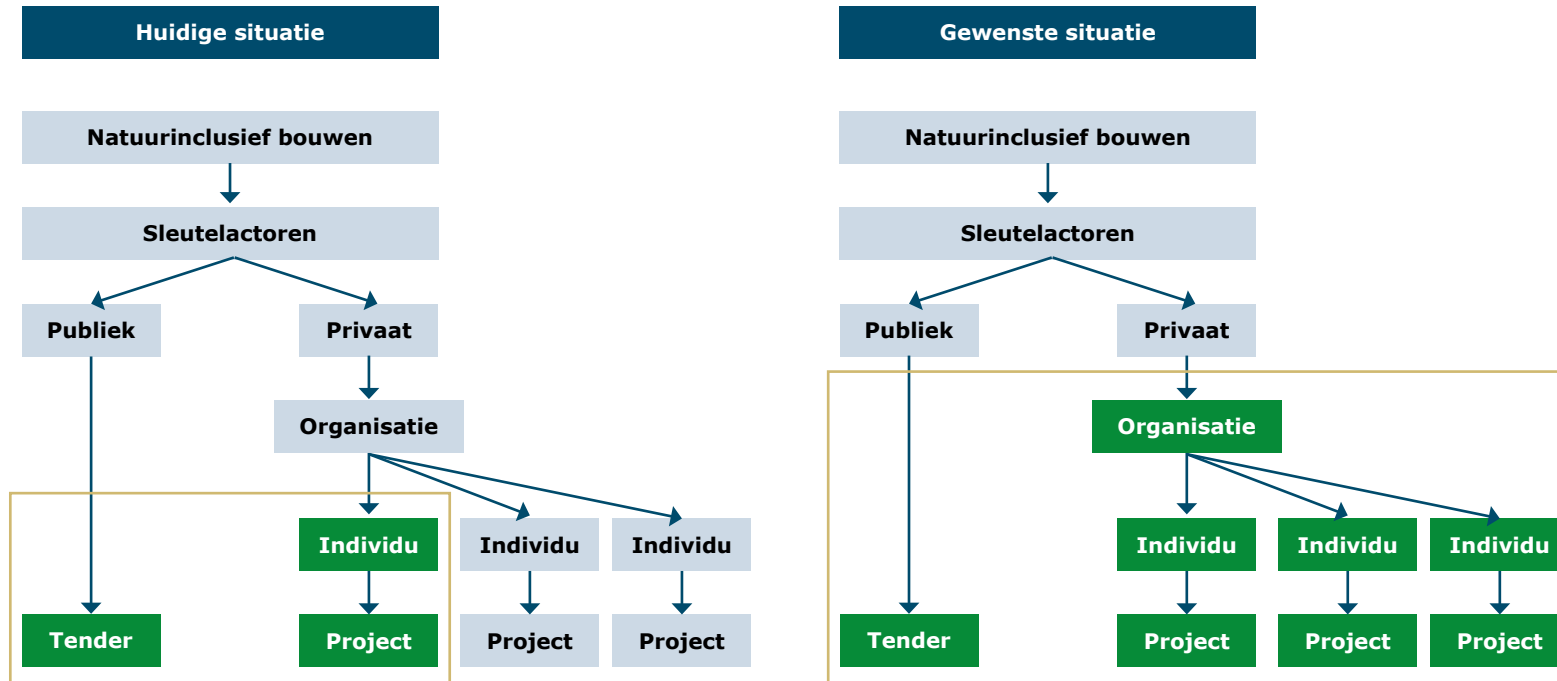 Huidige situatie
Natuurinclusief bouwen
Sleutelactoren
Publiek
Privaat
Organisatie
Individu
Individu
Individu
Tender
Project
Project
Project
Gewenste situatie
Natuurinclusief bouwen
Sleutelactoren
Publiek
Privaat
Organisatie
Individu
Individu
Individu
Tender
Project
Project
Project